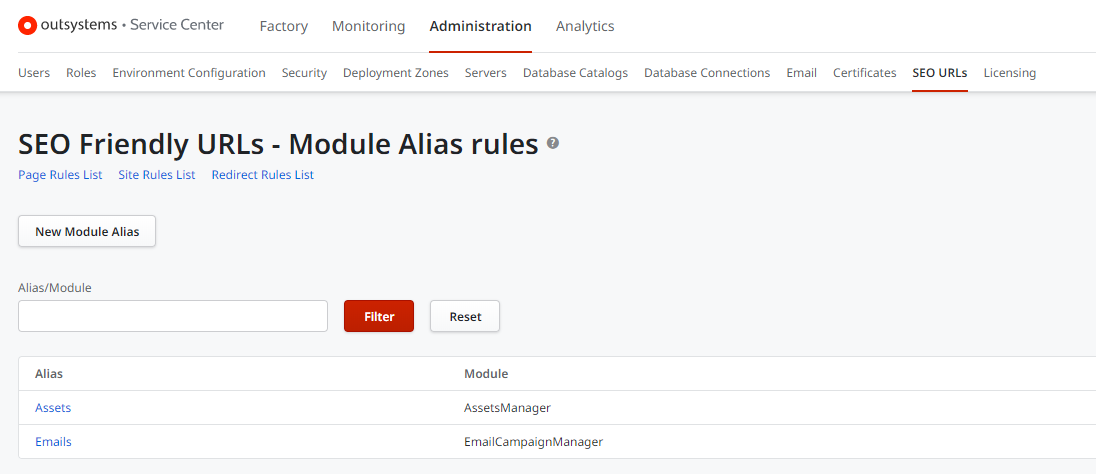 outsystems • Service Center Factory Monitoring Administration Analytics
Users Roles Environment Configuration Security Deployment Zones Servers Database Catalogs Database Connections Email Certificates SEO URLs Licensing
SEO Friendly URLs - Module Alias rules ?
Page Rules List Site Rules List Redirect Rules List
New Module Alias
Alias/Module
Filter Reset
Alias Module
Assets AssetsManager
Emails EmailCampaignManager